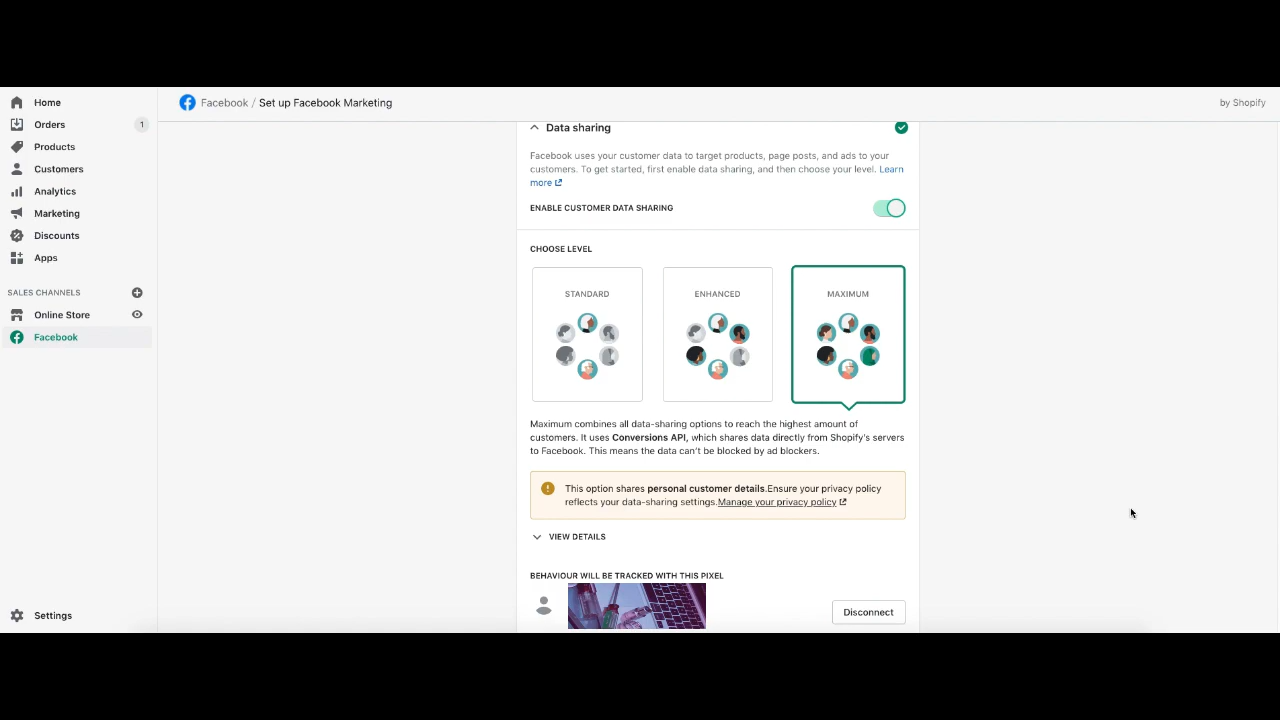 Home
Orders 1
Products
Customers
Analytics
Marketing
Discounts
Apps
SALES CHANNELS
Online Store
Facebook
Settings
Facebook / Set up Facebook Marketing
by Shopify
Data sharing
Facebook uses your customer data to target products, page posts, and ads to your
customers. To get started, first enable data sharing, and then choose your level. Learn
more
ENABLE CUSTOMER DATA SHARING
CHOOSE LEVEL
STANDARD
ENHANCED
MAXIMUM
Maximum combines all data-sharing options to reach the highest amount of
customers. It uses Conversions API, which shares data directly from Shopify's servers
to Facebook. This means the data can't be blocked by ad blockers.
This option shares personal customer details.Ensure your privacy policy
reflects your data-sharing settings.Manage your privacy policy
VIEW DETAILS
BEHAVIOUR WILL BE TRACKED WITH THIS PIXEL
Disconnect